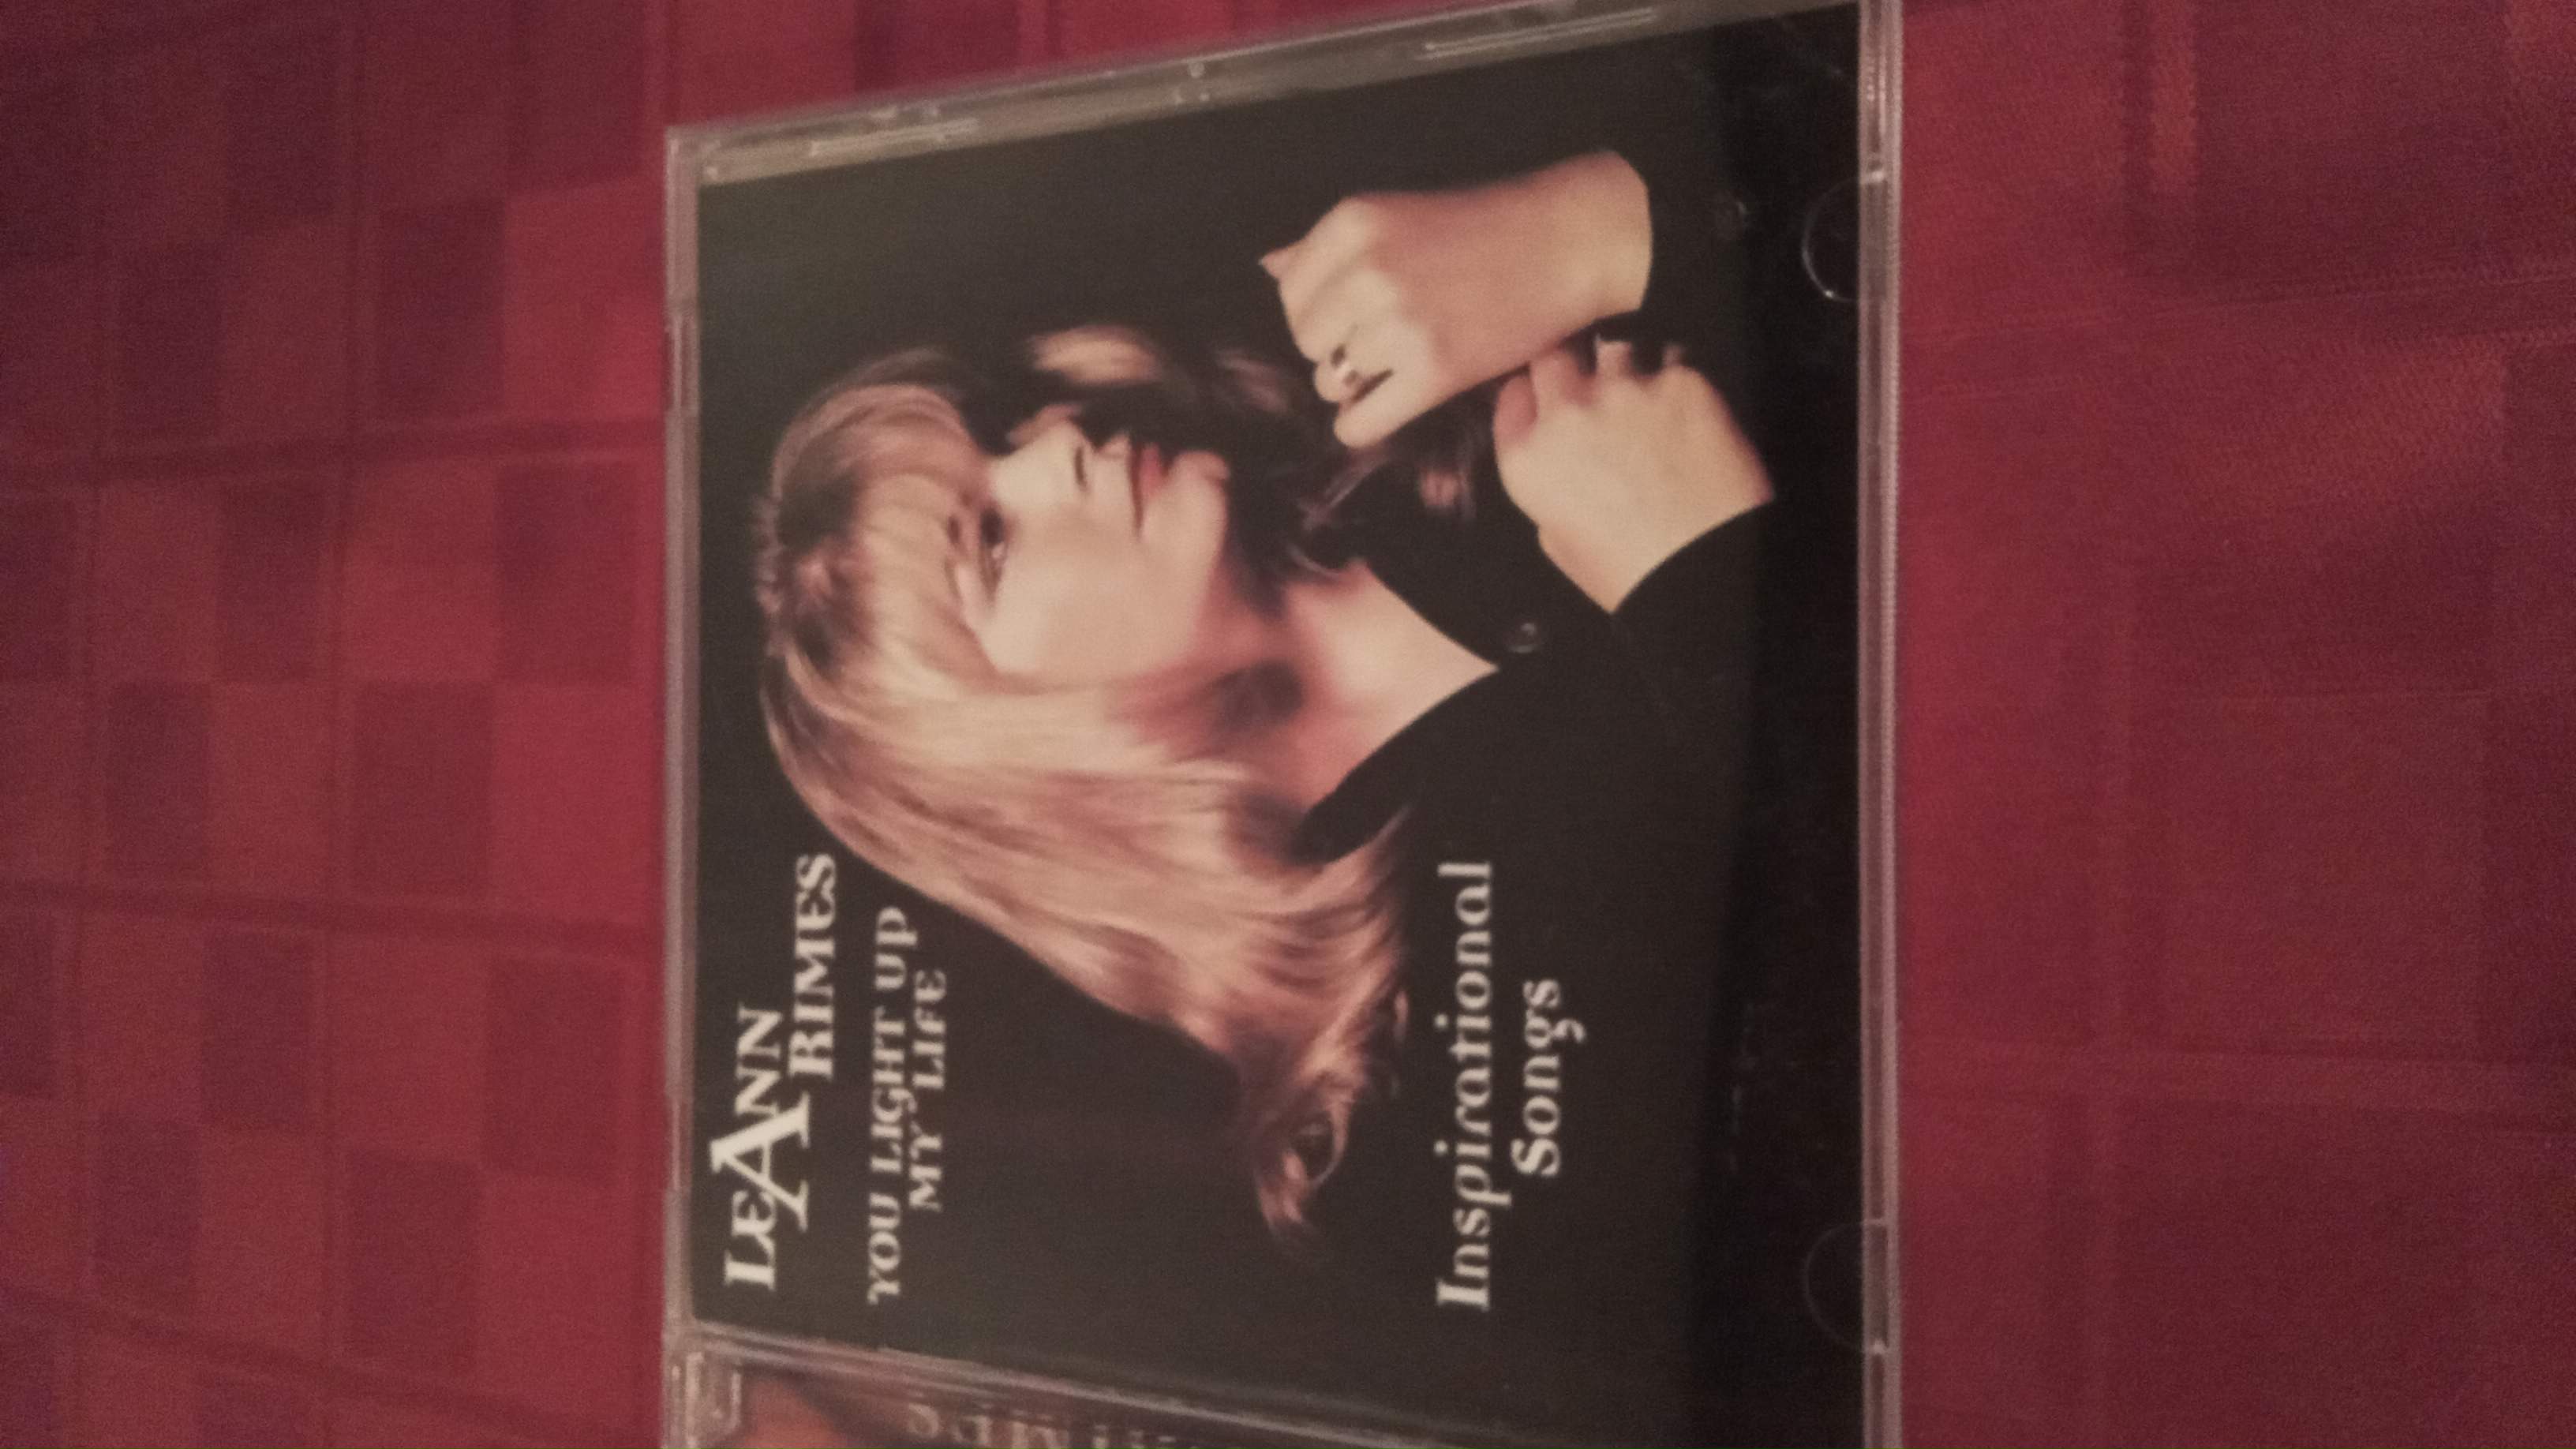 LeAnn
Rimes
You Light Up
My Life
Inspirational
Songs